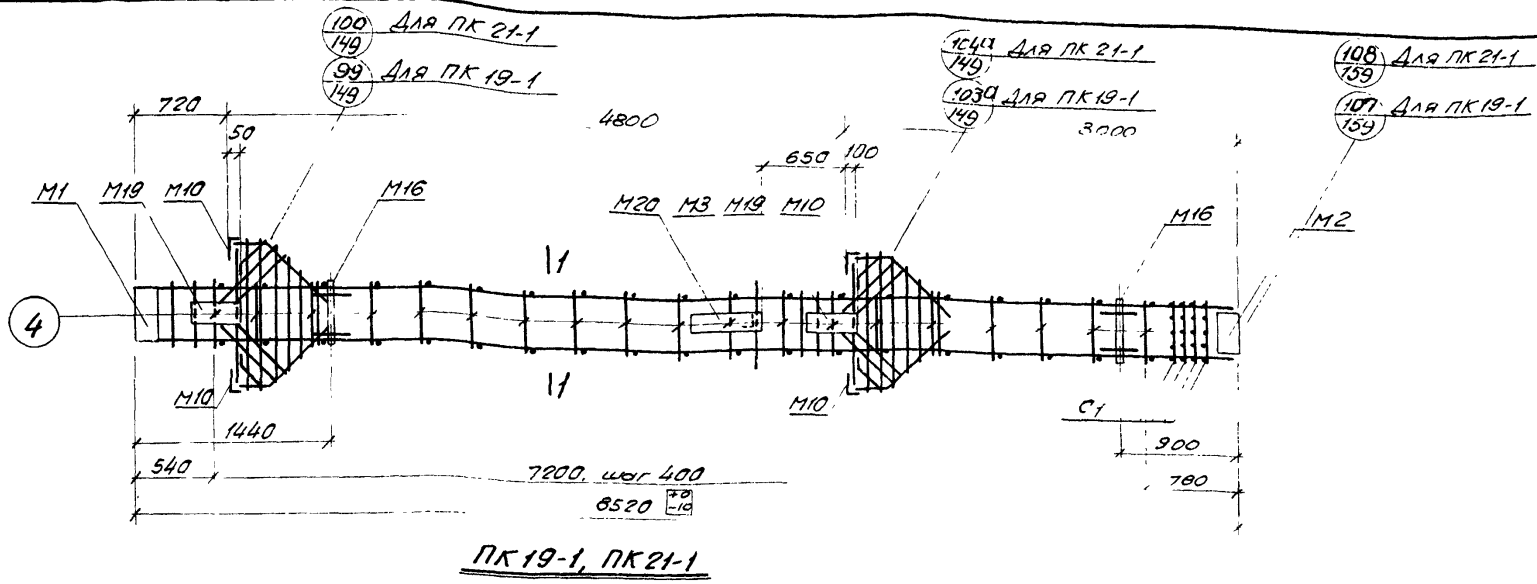 100 Для ПК 21-1
149
99 Для ПК 19-1
149
104а Для ПК 21-1
149
103а Для ПК 19-1
149
108 Для ПК 21-1
159
107 Для ПК 19-1
159
720
4800
3000
50
650 100
М1 М19 М10 М16
М20 М3 М19 М10
М16 М2
1
4
1
М10
М10
С1
1440
900
540
7200, шаг 400
780
8520 +0 -10
ПК 19-1, ПК 21-1